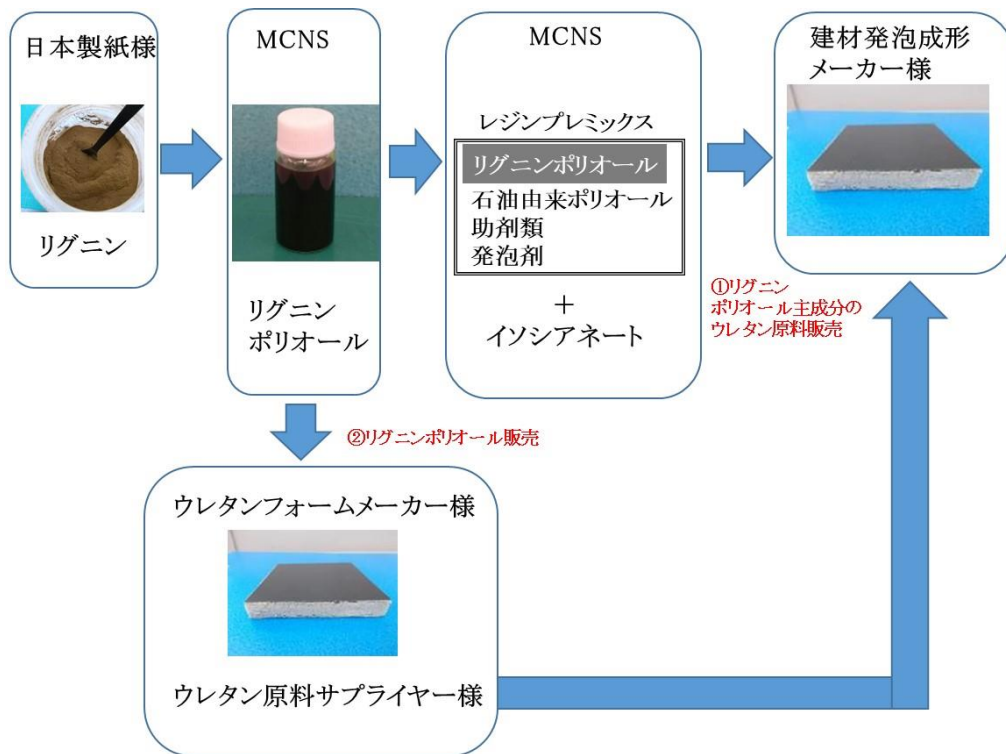 日本製紙様
リグニン
MCNS
リグニン
ポリオール
MCNS
レジンプレミックス
リグニンポリオール
石油由来ポリオール
助剤類
発泡剤
+
イソシアネート
建材発泡成形
メーカー様
①リグニン
ポリオール主成分の
ウレタン原料販売
②リグニンポリオール販売
ウレタンフォームメーカー様
ウレタン原料サプライヤー様